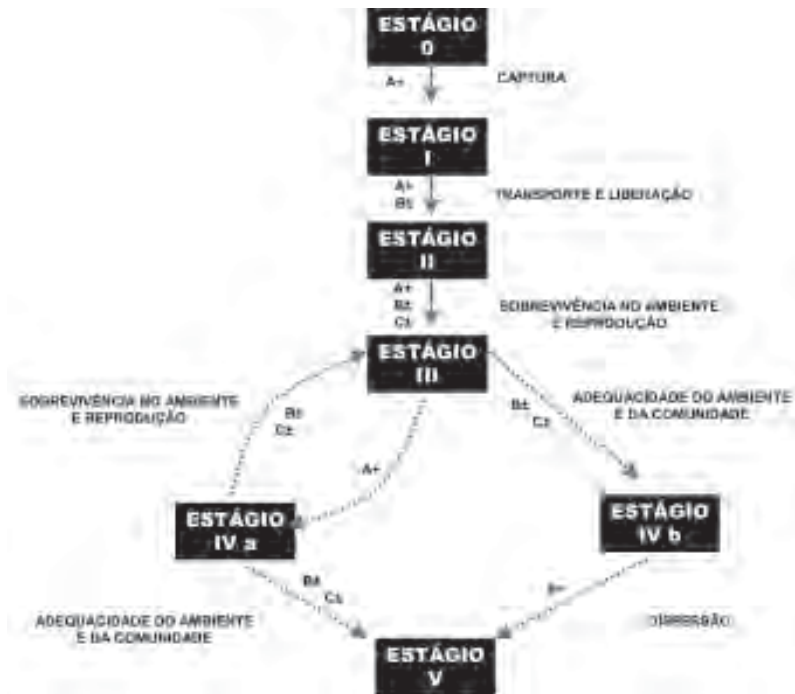 ESTÁGIO
0
A+
CAPTURA
ESTÁGIO
I
A+
B±
TRANSPORTE E LIBERAÇÃO
ESTÁGIO
II
A+
B±
C±
SOBREVIVÊNCIA NO AMBIENTE
E REPRODUÇÃO
ESTÁGIO
III
SOBREVIVÊNCIA NO AMBIENTE
E REPRODUÇÃO
B±
C±
A+
B±
C±
ADEQUACIDADE DO AMBIENTE
E DA COMUNIDADE
ESTÁGIO
IV a
ESTÁGIO
IV b
B±
C±
ADEQUACIDADE DO AMBIENTE
E DA COMUNIDADE
ESTÁGIO
V